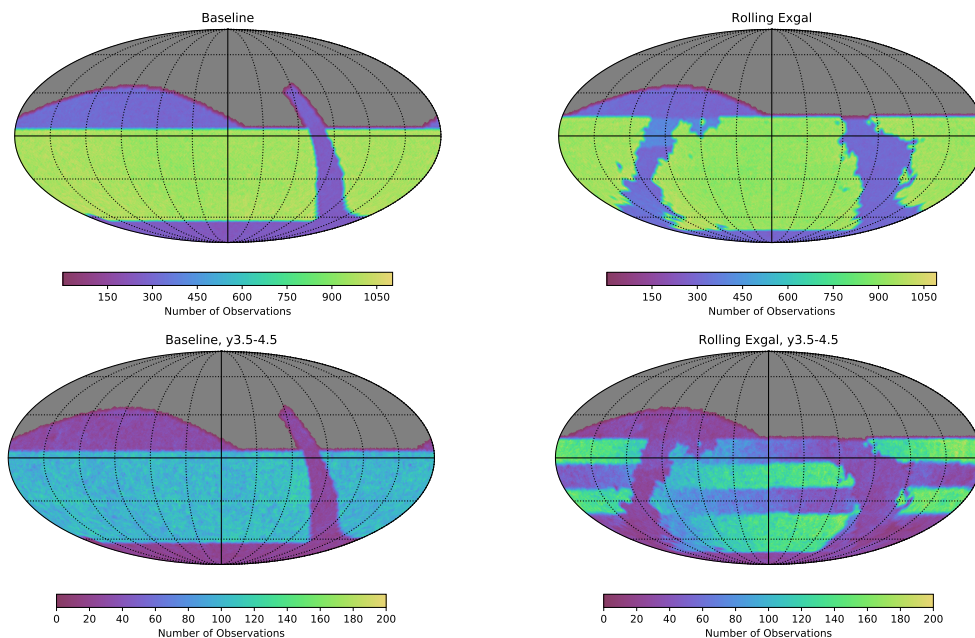 Baseline
Rolling Exgal
150 300 450 600 750 900 1050
Number of Observations
150 300 450 600 750 900 1050
Number of Observations
Baseline, y3.5-4.5
Rolling Exgal, y3.5-4.5
0 20 40 60 80 100 120 140 160 180 200
Number of Observations
0 20 40 60 80 100 120 140 160 180 200
Number of Observations